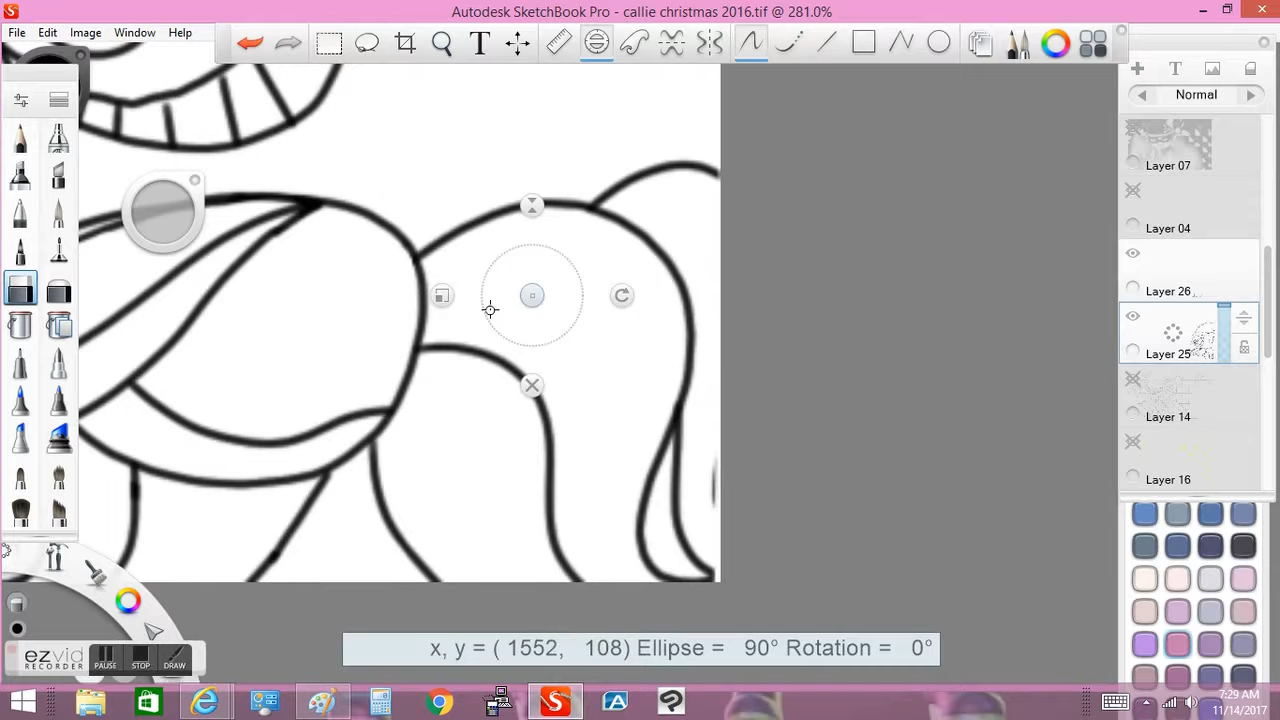 Autodesk SketchBook Pro - callie christmas 2016.tif @ 281.0%
File Edit Image Window Help
T
T
Normal
Layer 07
Layer 04
Layer 26
Layer 25
Layer 14
Layer 16
x, y = ( 1552, 108) Ellipse = 90° Rotation = 0°
ezvid
RECORDER
PAUSE STOP DRAW
7:29 AM
11/14/2017